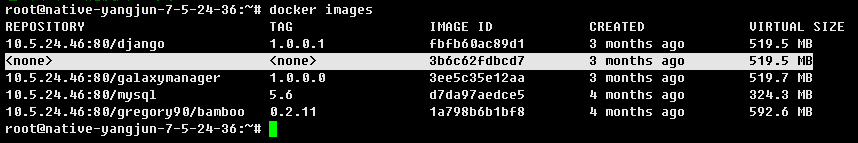 root@native-yangjun-7-5-24-36:~# docker images
REPOSITORY TAG IMAGE ID CREATED VIRTUAL SIZE
10.5.24.46:80/django 1.0.0.1 fbfb60ac89d1 3 months ago 519.5 MB
<none> <none> 3b6c62fdbcd7 3 months ago 519.5 MB
10.5.24.46:80/galaxymanager 1.0.0.0 3ee5c35e12aa 3 months ago 519.7 MB
10.5.24.46:80/mysql 5.6 d7da97aedce5 4 months ago 324.3 MB
10.5.24.46:80/gregory90/bamboo 0.2.11 1a798b6b1bf8 4 months ago 592.6 MB
root@native-yangjun-7-5-24-36:~#